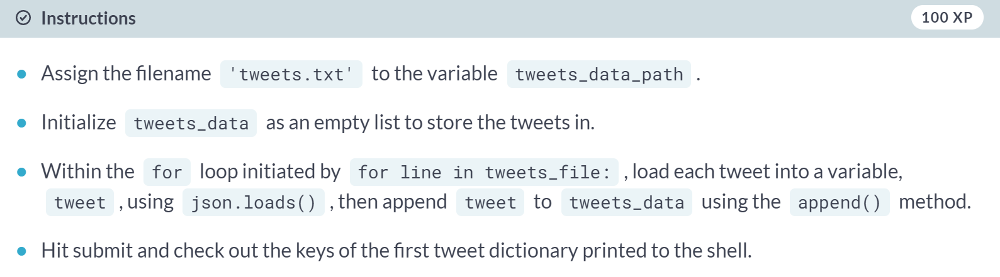 Instructions 100 XP
Assign the filename 'tweets.txt' to the variable tweets_data_path .
Initialize tweets_data as an empty list to store the tweets in.
Within the for loop initiated by for line in tweets_file: , load each tweet into a variable,
tweet , using json.loads() , then append tweet to tweets_data using the append() method.
Hit submit and check out the keys of the first tweet dictionary printed to the shell.